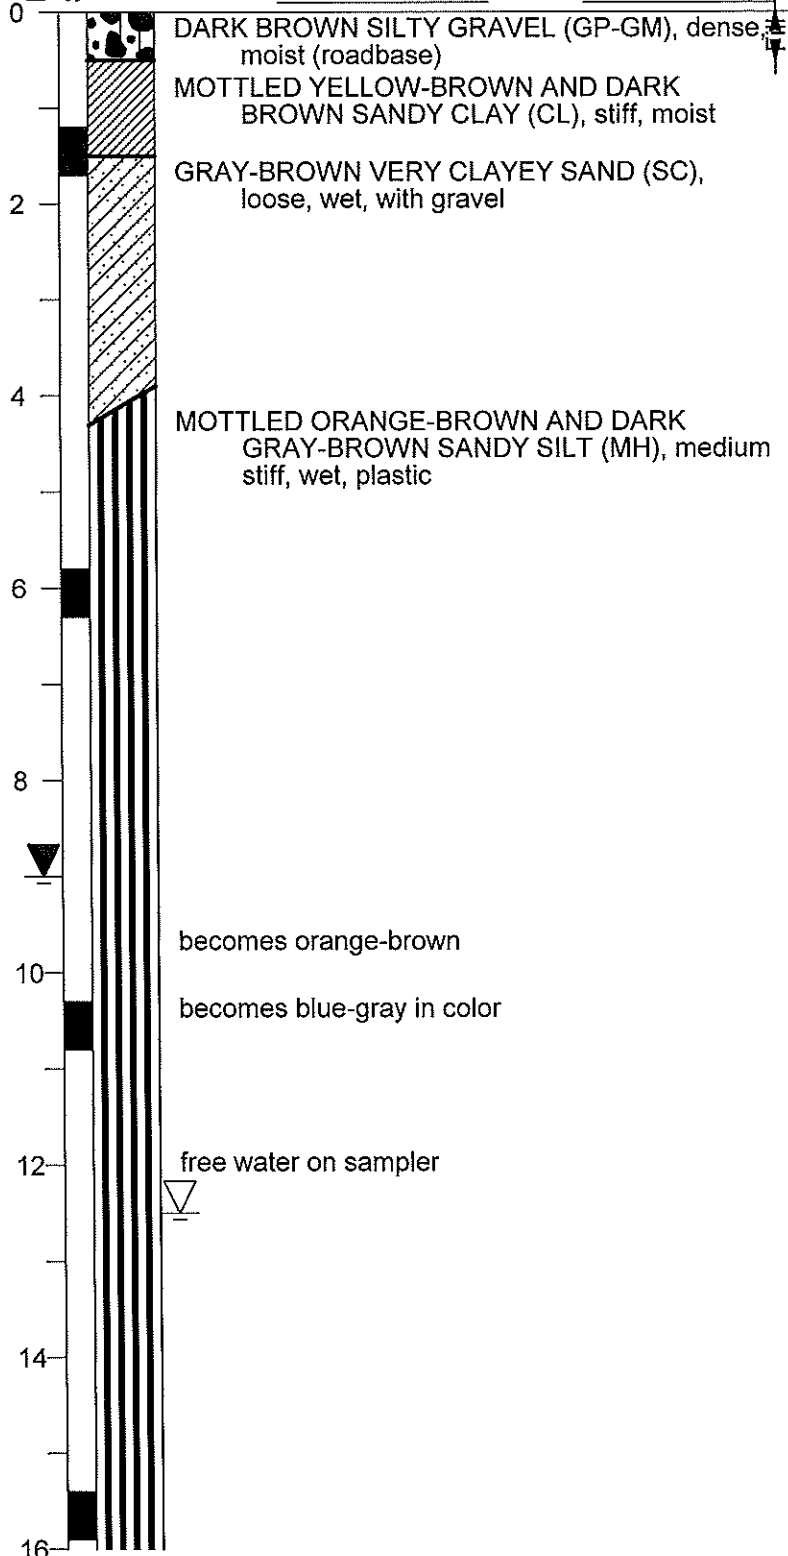 0
DARK BROWN SILTY GRAVEL (GP-GM), dense,
moist (roadbase)
MOTTLED YELLOW-BROWN AND DARK
BROWN SANDY CLAY (CL), stiff, moist
GRAY-BROWN VERY CLAYEY SAND (SC),
loose, wet, with gravel
2
4
MOTTLED ORANGE-BROWN AND DARK
GRAY-BROWN SANDY SILT (MH), medium
stiff, wet, plastic
6
8
becomes orange-brown
10
becomes blue-gray in color
12
free water on sampler
14
16